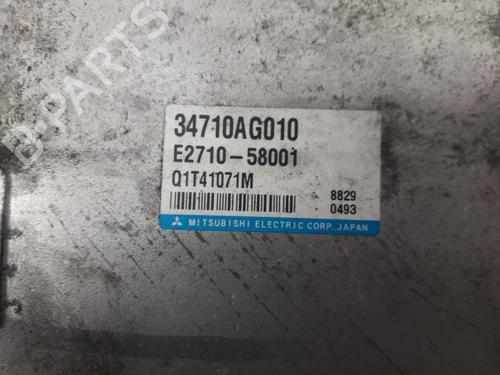 B-PARTS
34710AG010
E2710-58001
Q1T41071M
8829
0493
MITSUBISHI ELECTRIC CORP., JAPAN